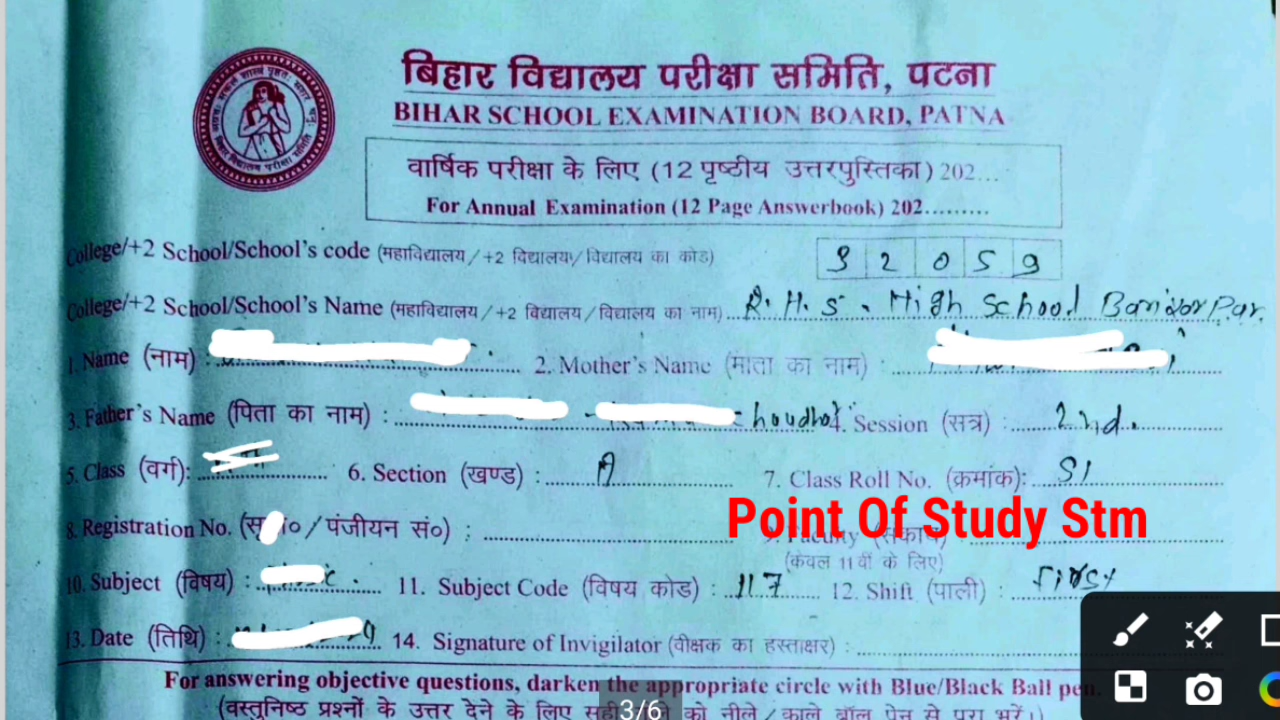 बिहार विद्यालय परीक्षा समिति, पटना
BIHAR SCHOOL EXAMINATION BOARD, PATNA
वार्षिक परीक्षा के लिए (12 पृष्ठीय उत्तरपुस्तिका) 202...
For Annual Examination (12 Page Answerbook) 202.........
College/+2 School/School's code (महाविद्यालय/+2 विद्यालय/विद्यालय का कोड) 32059
College/+2 School/School's Name (महाविद्यालय/+2 विद्यालय/विद्यालय का नाम) R. H. S. High School
1. Name (नाम) : 2. Mother's Name (माता का नाम) :
3. Father's Name (पिता का नाम) : 4. Session (सत्र) : 2nd.
5. Class (वर्ग): 6. Section (खण्ड) : A 7. Class Roll No. (क्रमांक): 51
8. Registration No. / पंजीयन सं०) : Faculty (संकाय)
Point Of Study Stm
(केवल 11वीं के लिए)
10. Subject (विषय) : 11. Subject Code (विषय कोड) : 117 12. Shift (पाली) : First
13. Date (तिथि) : 14. Signature of Invigilator (वीक्षक का हस्ताक्षर) :
For answering objective questions, darken the appropriate circle with Blue/Black Ball pen.
(वस्तुनिष्ठ प्रश्नों के उत्तर देने के लिए सही को नीले / काले बॉल पेन से पूरा भरें।)
3/6